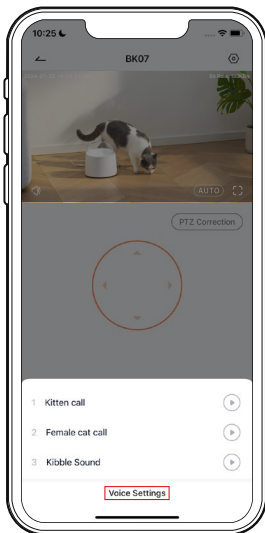 10:25
BK07
AUTO
PTZ Correction
1 Kitten call
2 Female cat call
3 Kibble Sound
Voice Settings